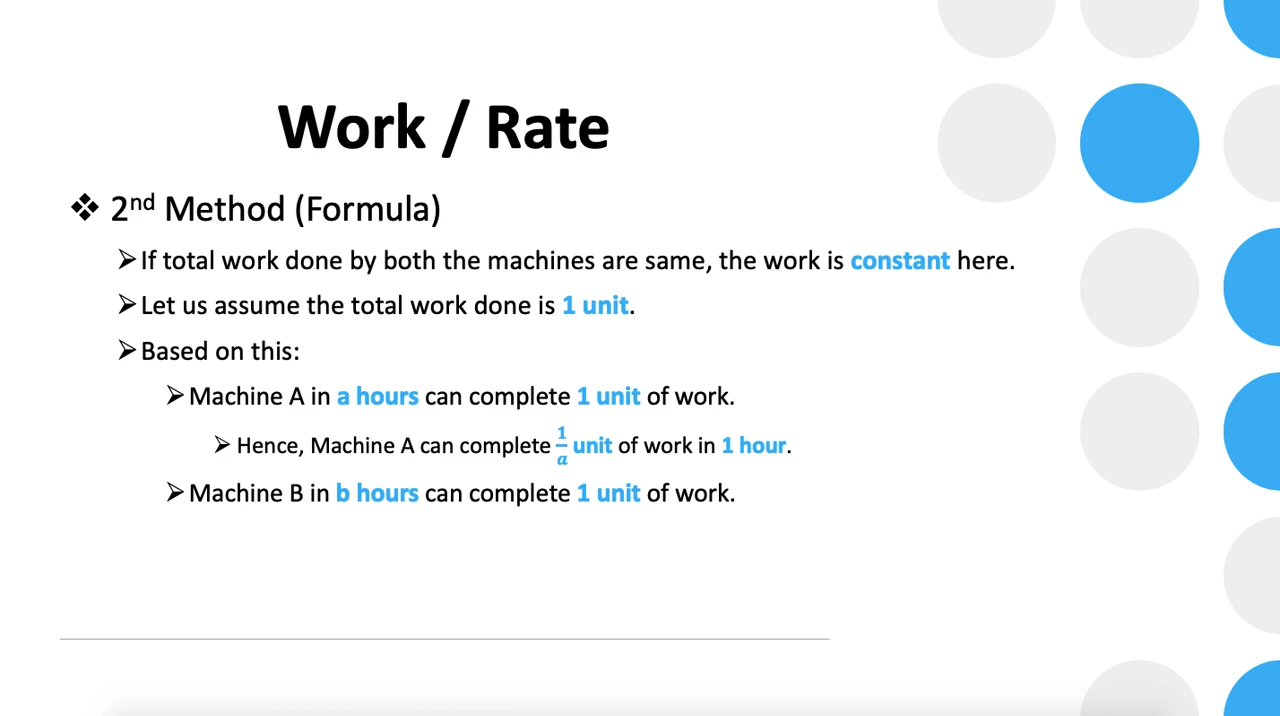 Work / Rate
❖ 2nd Method (Formula)
➢ If total work done by both the machines are same, the work is constant here.
➢ Let us assume the total work done is 1 unit.
➢ Based on this:
➢ Machine A in a hours can complete 1 unit of work.
➢ Hence, Machine A can complete 1/a unit of work in 1 hour.
➢ Machine B in b hours can complete 1 unit of work.